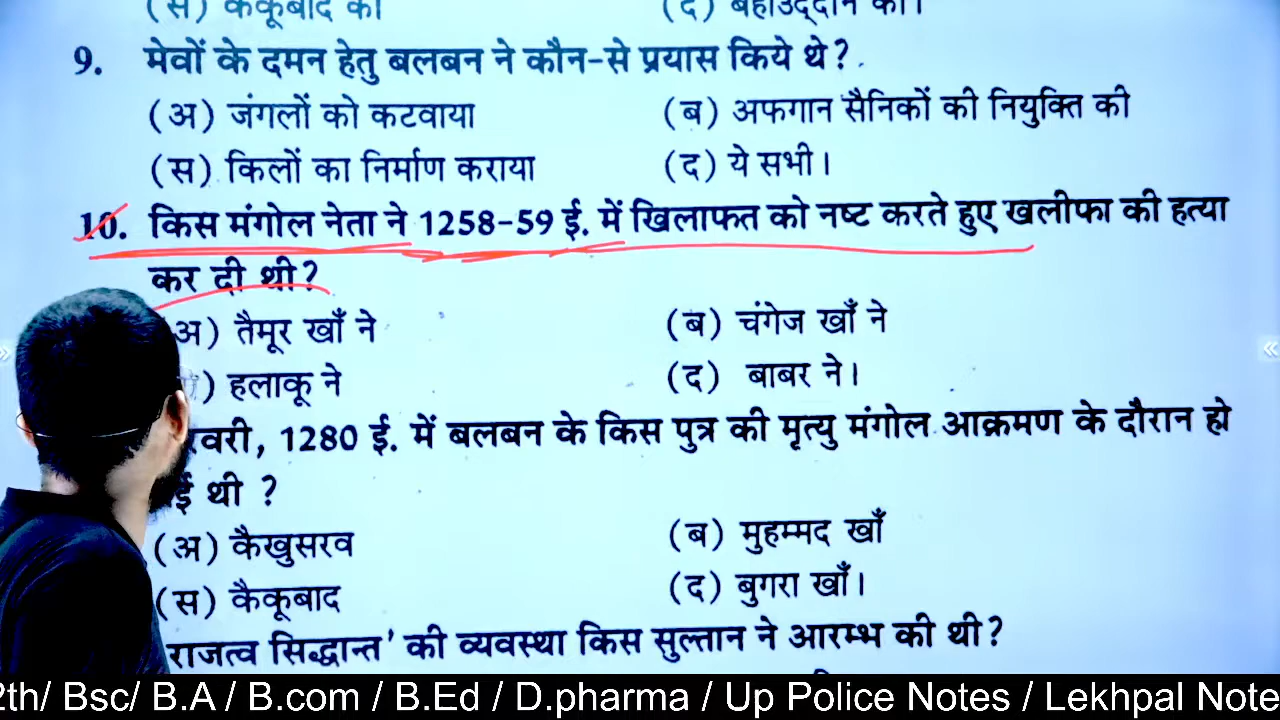 (स) कैकूबाद को (द) बहाउद्दीन को।
9. मेवों के दमन हेतु बलबन ने कौन-से प्रयास किये थे?
(अ) जंगलों को कटवाया (ब) अफगान सैनिकों की नियुक्ति की
(स) किलों का निर्माण कराया (द) ये सभी।
10. किस मंगोल नेता ने 1258-59 ई. में खिलाफत को नष्ट करते हुए खलीफा की हत्या
कर दी थी?
अ) तैमूर खाँ ने (ब) चंगेज खाँ ने
) हलाकू ने (द) बाबर ने।
वरी, 1280 ई. में बलबन के किस पुत्र की मृत्यु मंगोल आक्रमण के दौरान हो
ई थी ?
(अ) कैखुसरव (ब) मुहम्मद खाँ
(स) कैकूबाद (द) बुगरा खाँ।
राजत्व सिद्धान्त' की व्यवस्था किस सुल्तान ने आरम्भ की थी?
2th/ Bsc/ B.A / B.com / B.Ed / D.pharma / Up Police Notes / Lekhpal Note